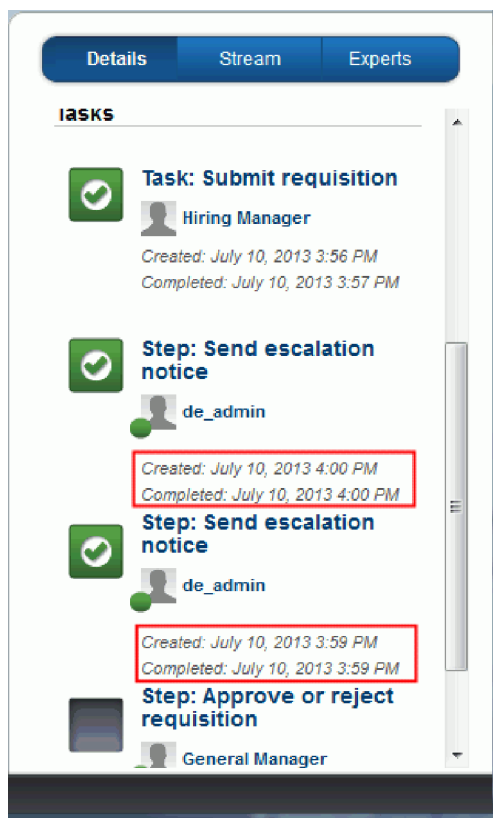 Details Stream Experts
Tasks
Task: Submit requisition
Hiring Manager
Created: July 10, 2013 3:56 PM
Completed: July 10, 2013 3:57 PM
Step: Send escalation
notice
de_admin
Created: July 10, 2013 4:00 PM
Completed: July 10, 2013 4:00 PM
Step: Send escalation
notice
de_admin
Created: July 10, 2013 3:59 PM
Completed: July 10, 2013 3:59 PM
Step: Approve or reject
requisition
General Manager